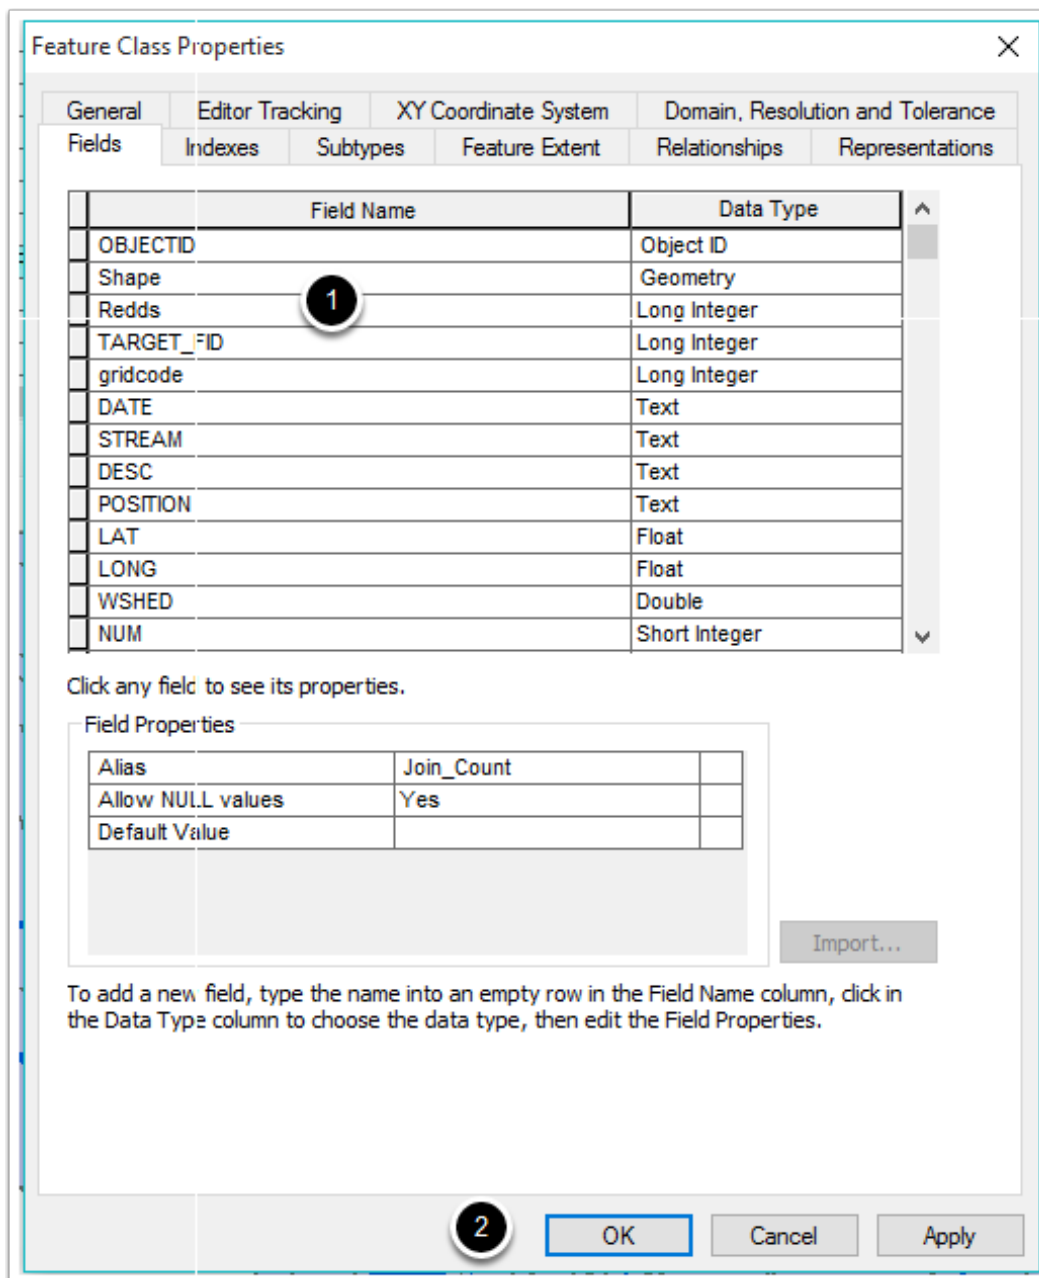 Feature Class Properties
General Editor Tracking XY Coordinate System Domain, Resolution and Tolerance
Fields Indexes Subtypes Feature Extent Relationships Representations
Field Name Data Type
OBJECTID Object ID
Shape Geometry
1
Redds Long Integer
TARGET_FID Long Integer
gridcode Long Integer
DATE Text
STREAM Text
DESC Text
POSITION Text
LAT Float
LONG Float
WSHED Double
NUM Short Integer
Click any field to see its properties.
Field Properties
Alias Join_Count
Allow NULL values Yes
Default Value
Import...
To add a new field, type the name into an empty row in the Field Name column, click in
the Data Type column to choose the data type, then edit the Field Properties.
2 OK Cancel Apply